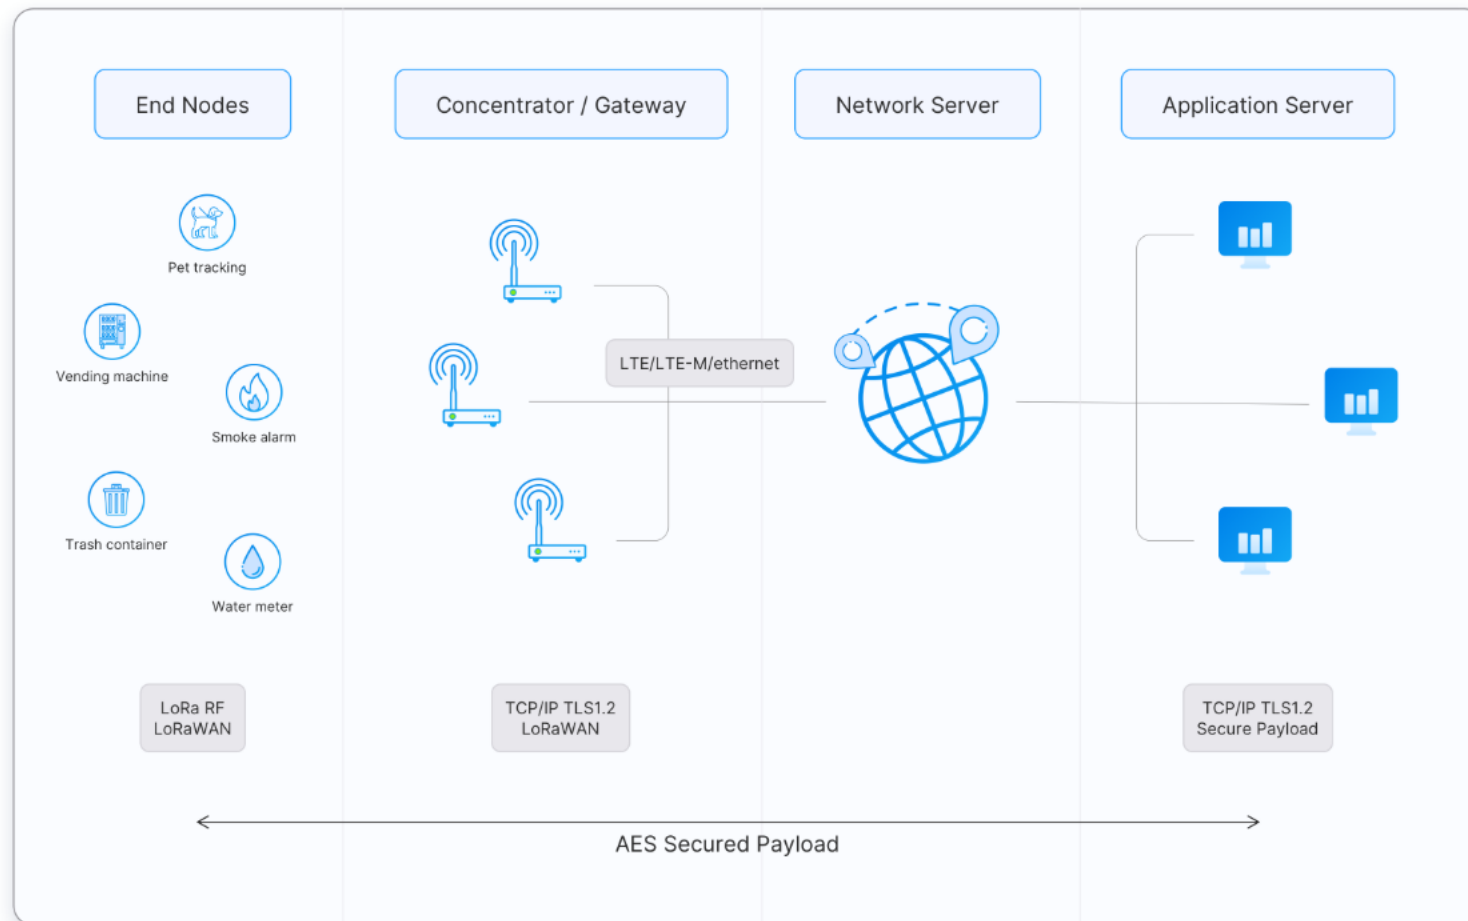 End Nodes
Concentrator / Gateway
Network Server
Application Server
Pet tracking
Vending machine
Smoke alarm
Trash container
Water meter
LTE/LTE-M/ethernet
LoRa RF
LoRaWAN
TCP/IP TLS1.2
LoRaWAN
TCP/IP TLS1.2
Secure Payload
AES Secured Payload